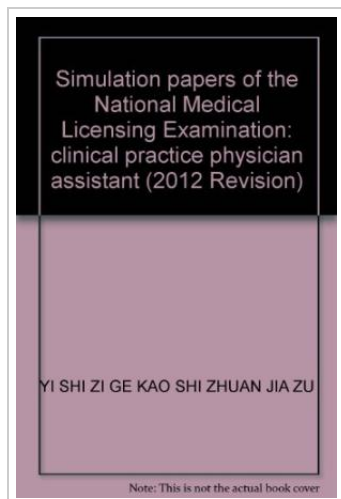 Simulation papers of the
National Medical
Licensing Examination:
clinical practice physician
assistant (2012 Revision)
YI SHI ZI GE KAO SHI ZHUAN JIA ZU
Note: This is not the actual book cover